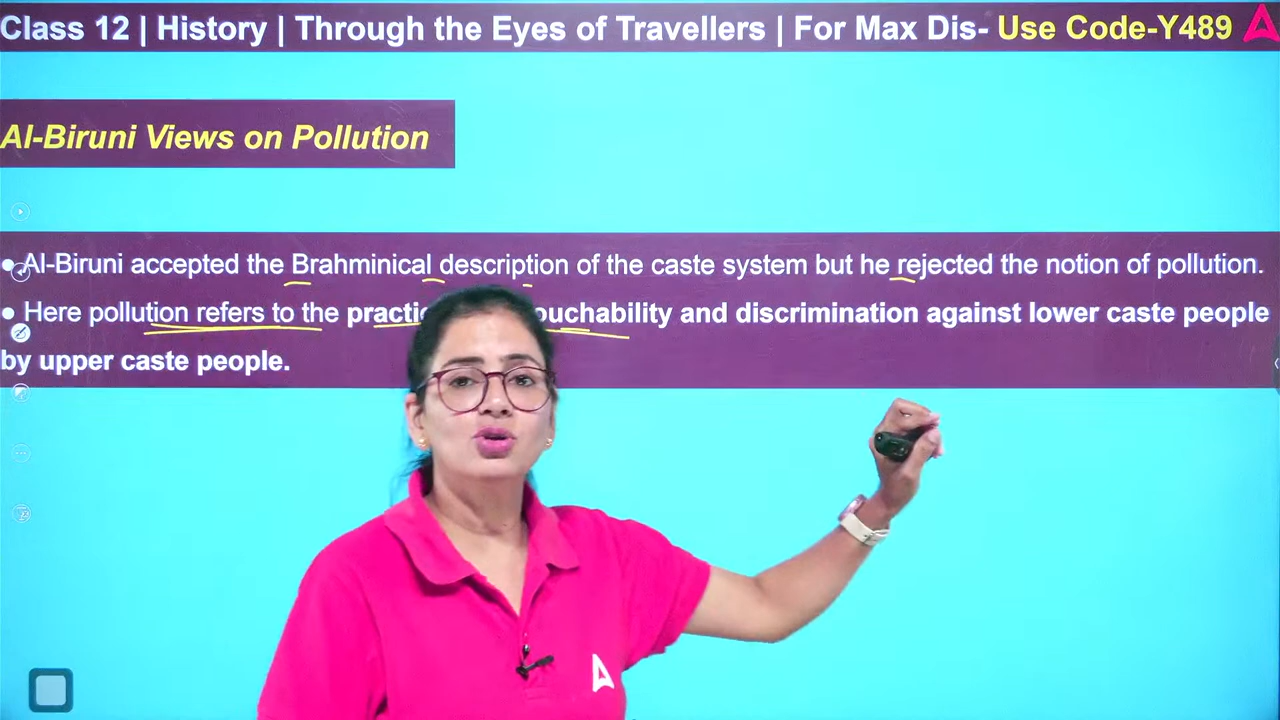 Class 12 | History | Through the Eyes of Travellers | For Max Dis- Use Code-Y489
Al-Biruni Views on Pollution
● Al-Biruni accepted the Brahminical description of the caste system but he rejected the notion of pollution.
● Here pollution refers to the practic ouchability and discrimination against lower caste people
by upper caste people.